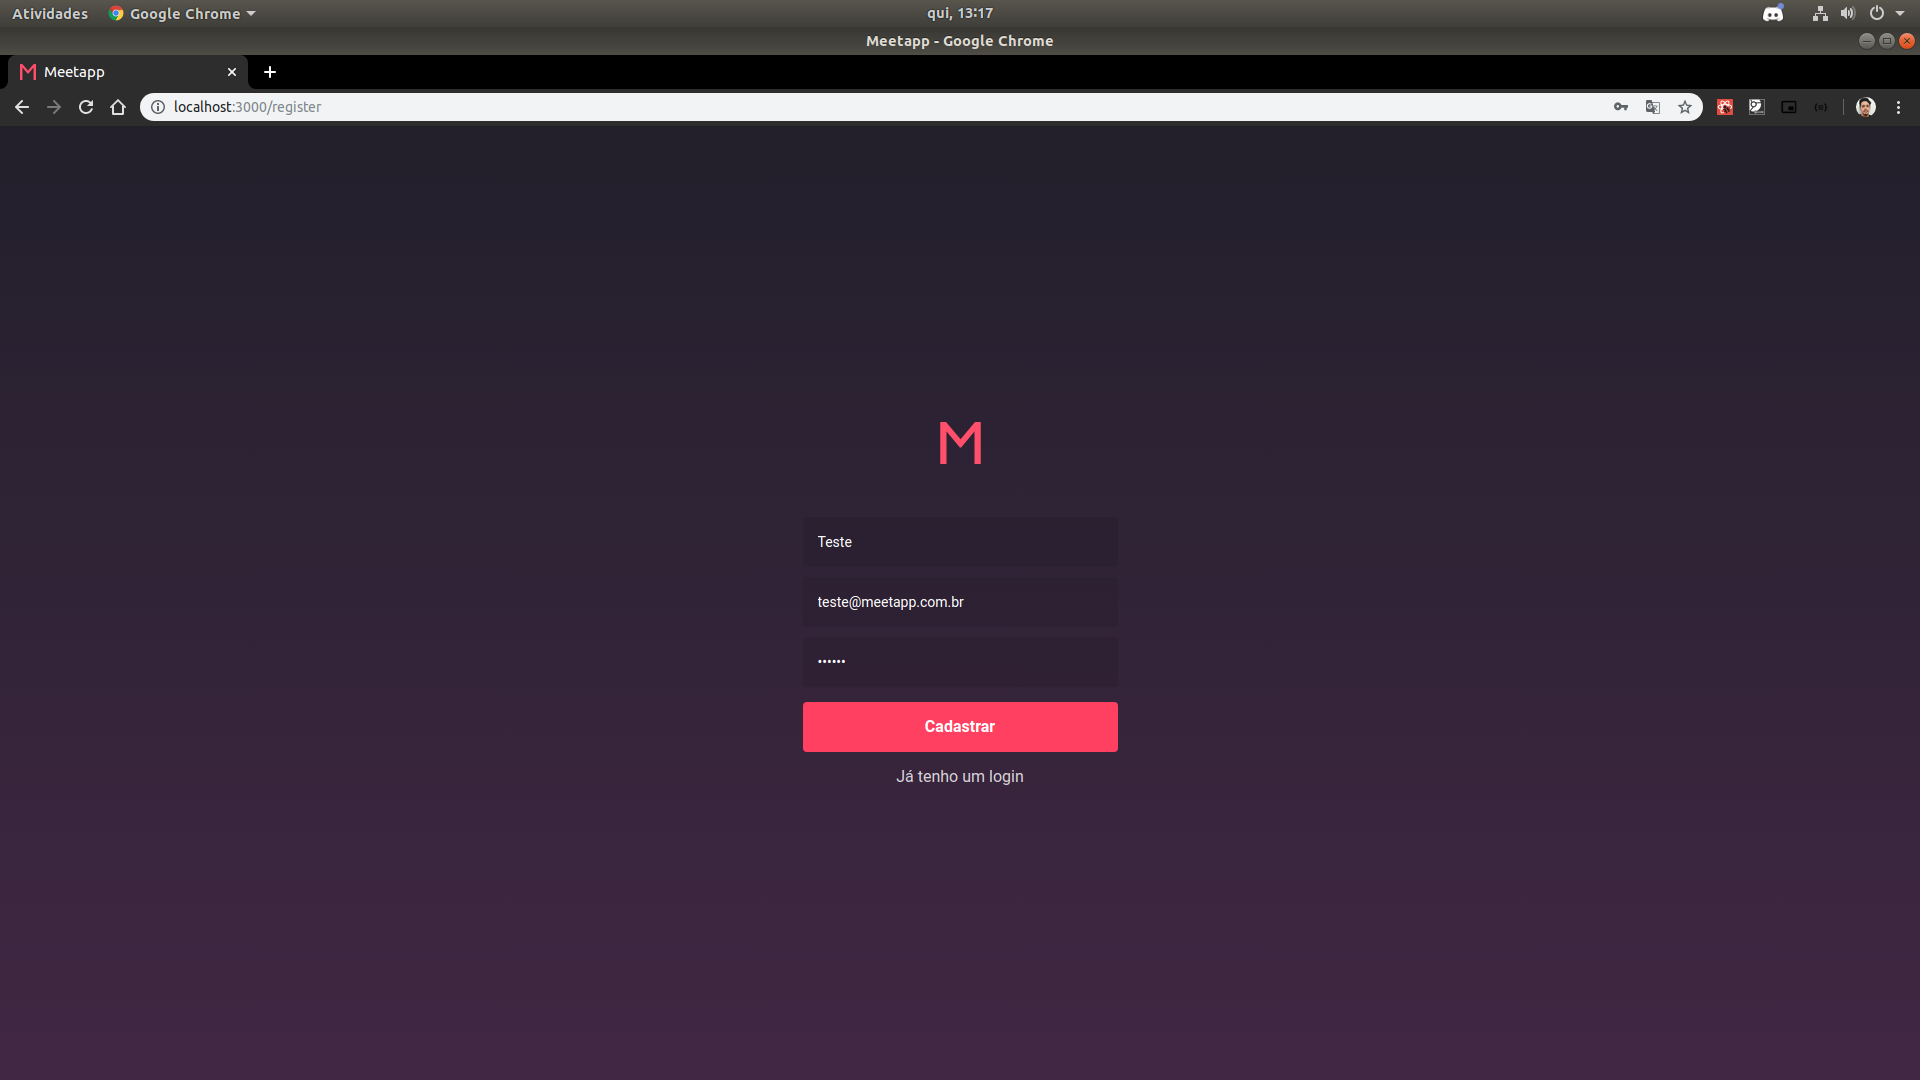 Atividades Google Chrome qui, 13:17
Meetapp - Google Chrome
Meetapp
localhost:3000/register
M
Teste
teste@meetapp.com.br
••••••
Cadastrar
Já tenho um login